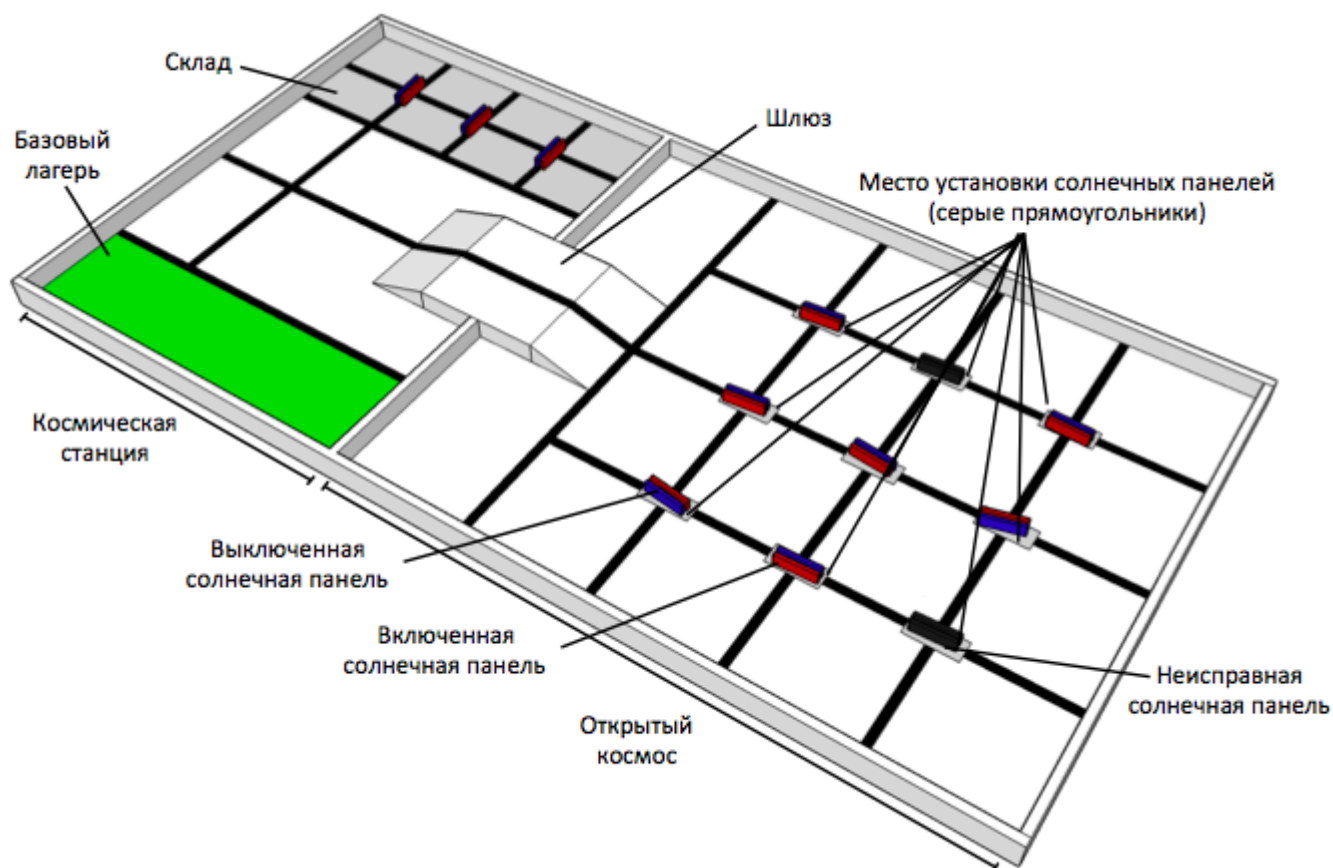 Склад
Шлюз
Базовый
лагерь
Место установки солнечных панелей
(серые прямоугольники)
Космическая
станция
Выключенная
солнечная панель
Включенная
солнечная панель
Неисправная
солнечная панель
Открытый
космос